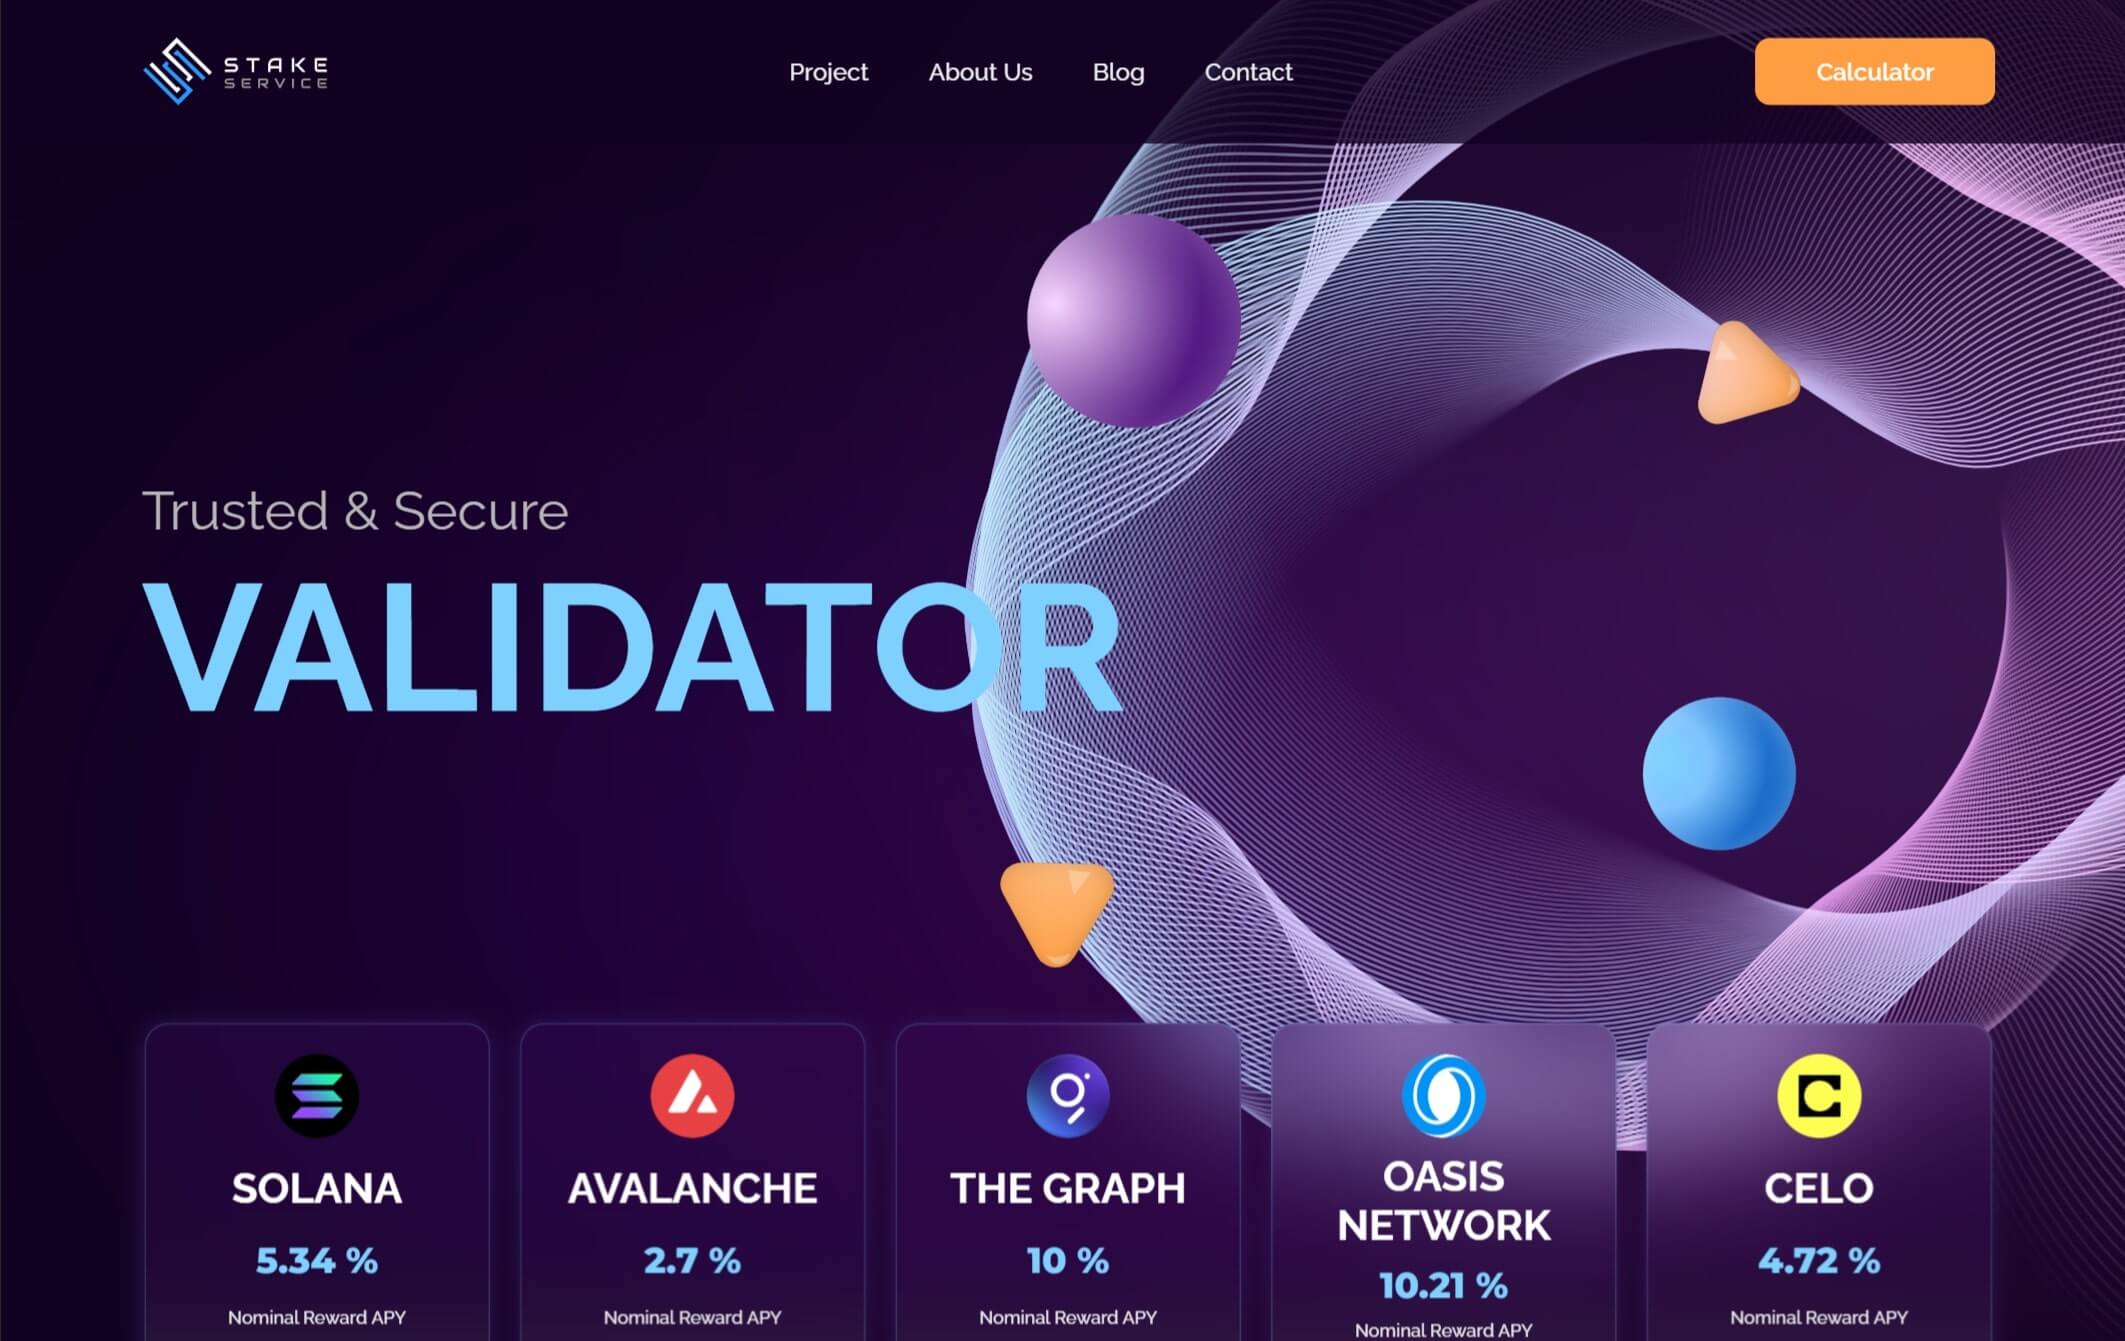 STAKE
SERVICE
Project
About Us
Blog
Contact
Calculator
Trusted & Secure
VALIDATOR
SOLANA
5.34 %
Nominal Reward APY
AVALANCHE
2.7 %
Nominal Reward APY
THE GRAPH
10 %
Nominal Reward APY
OASIS
NETWORK
10.21 %
Nominal Reward APY
CELO
4.72 %
Nominal Reward APY